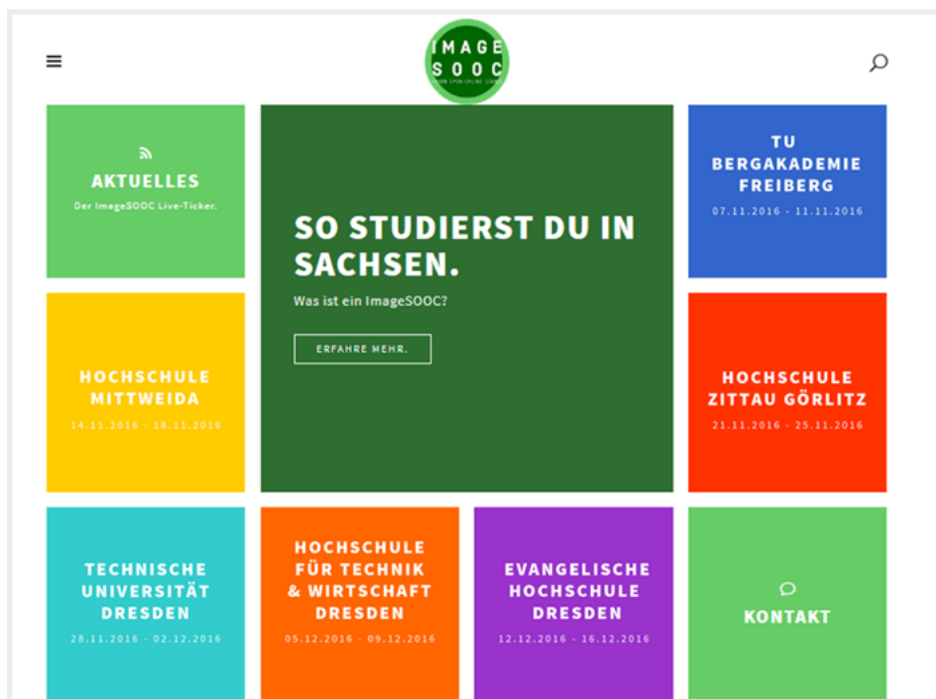 IMAGE
SOOC
AKTUELLES
Der ImageSOOC Live-Ticker.
SO STUDIERST DU IN
SACHSEN.
Was ist ein ImageSOOC?
ERFAHRE MEHR.
TU
BERGAKADEMIE
FREIBERG
07.11.2016 - 11.11.2016
HOCHSCHULE
MITTWEIDA
14.11.2016 - 18.11.2016
HOCHSCHULE
ZITTAU GÖRLITZ
21.11.2016 - 25.11.2016
TECHNISCHE
UNIVERSITÄT
DRESDEN
28.11.2016 - 02.12.2016
HOCHSCHULE
FÜR TECHNIK
& WIRTSCHAFT
DRESDEN
05.12.2016 - 09.12.2016
EVANGELISCHE
HOCHSCHULE
DRESDEN
12.12.2016 - 16.12.2016
KONTAKT